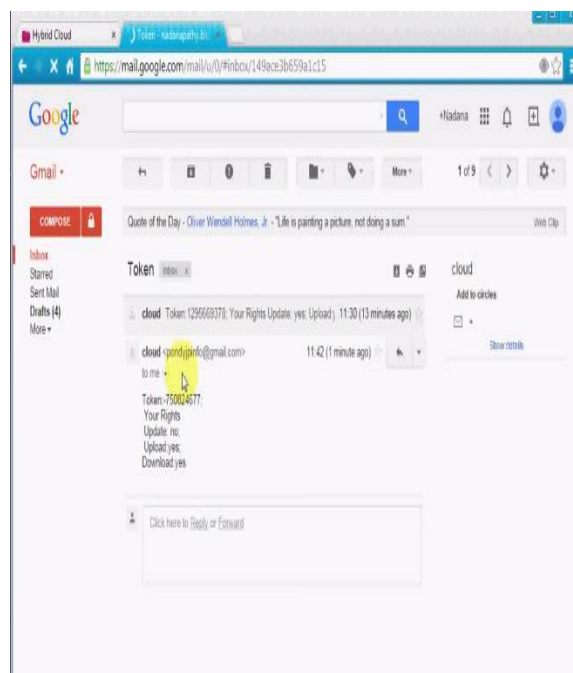 Hybrid Cloud x Token - nadanapathy.b
https://mail.google.com/mail/u/0/#inbox/149ace3b659a1c15
Google
+Nadana
Gmail
More
1 of 9
COMPOSE
Quote of the Day - Oliver Wendell Holmes, Jr. - "Life is painting a picture, not doing a sum."
Web Clip
Inbox
Starred
Sent Mail
Drafts (4)
More
Token Inbox x
cloud Token:1295669378; Your Rights Update: yes: Upload:
11:30 (13 minutes ago)
cloud <pondyjpinfo@gmail.com>
11:42 (1 minute ago)
to me
Token:-750824677;
Your Rights
Update: no;
Upload:yes;
Download:yes
Click here to Reply or Forward
cloud
Add to circles
Show details